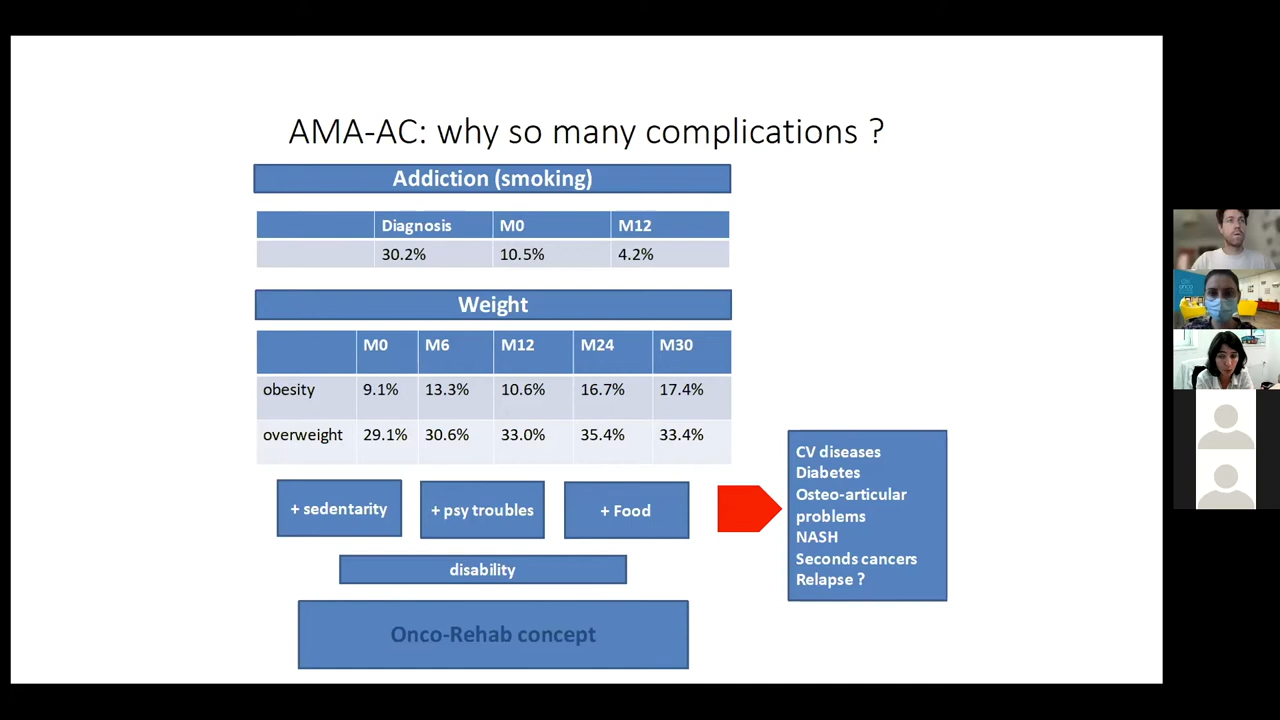 AMA-AC: why so many complications ?
Addiction (smoking)
Diagnosis M0 M12
30.2% 10.5% 4.2%
Weight
M0 M6 M12 M24 M30
obesity 9.1% 13.3% 10.6% 16.7% 17.4%
overweight 29.1% 30.6% 33.0% 35.4% 33.4%
+ sedentarity
+ psy troubles
+ Food
disability
Onco-Rehab concept
CV diseases
Diabetes
Osteo-articular
problems
NASH
Seconds cancers
Relapse ?